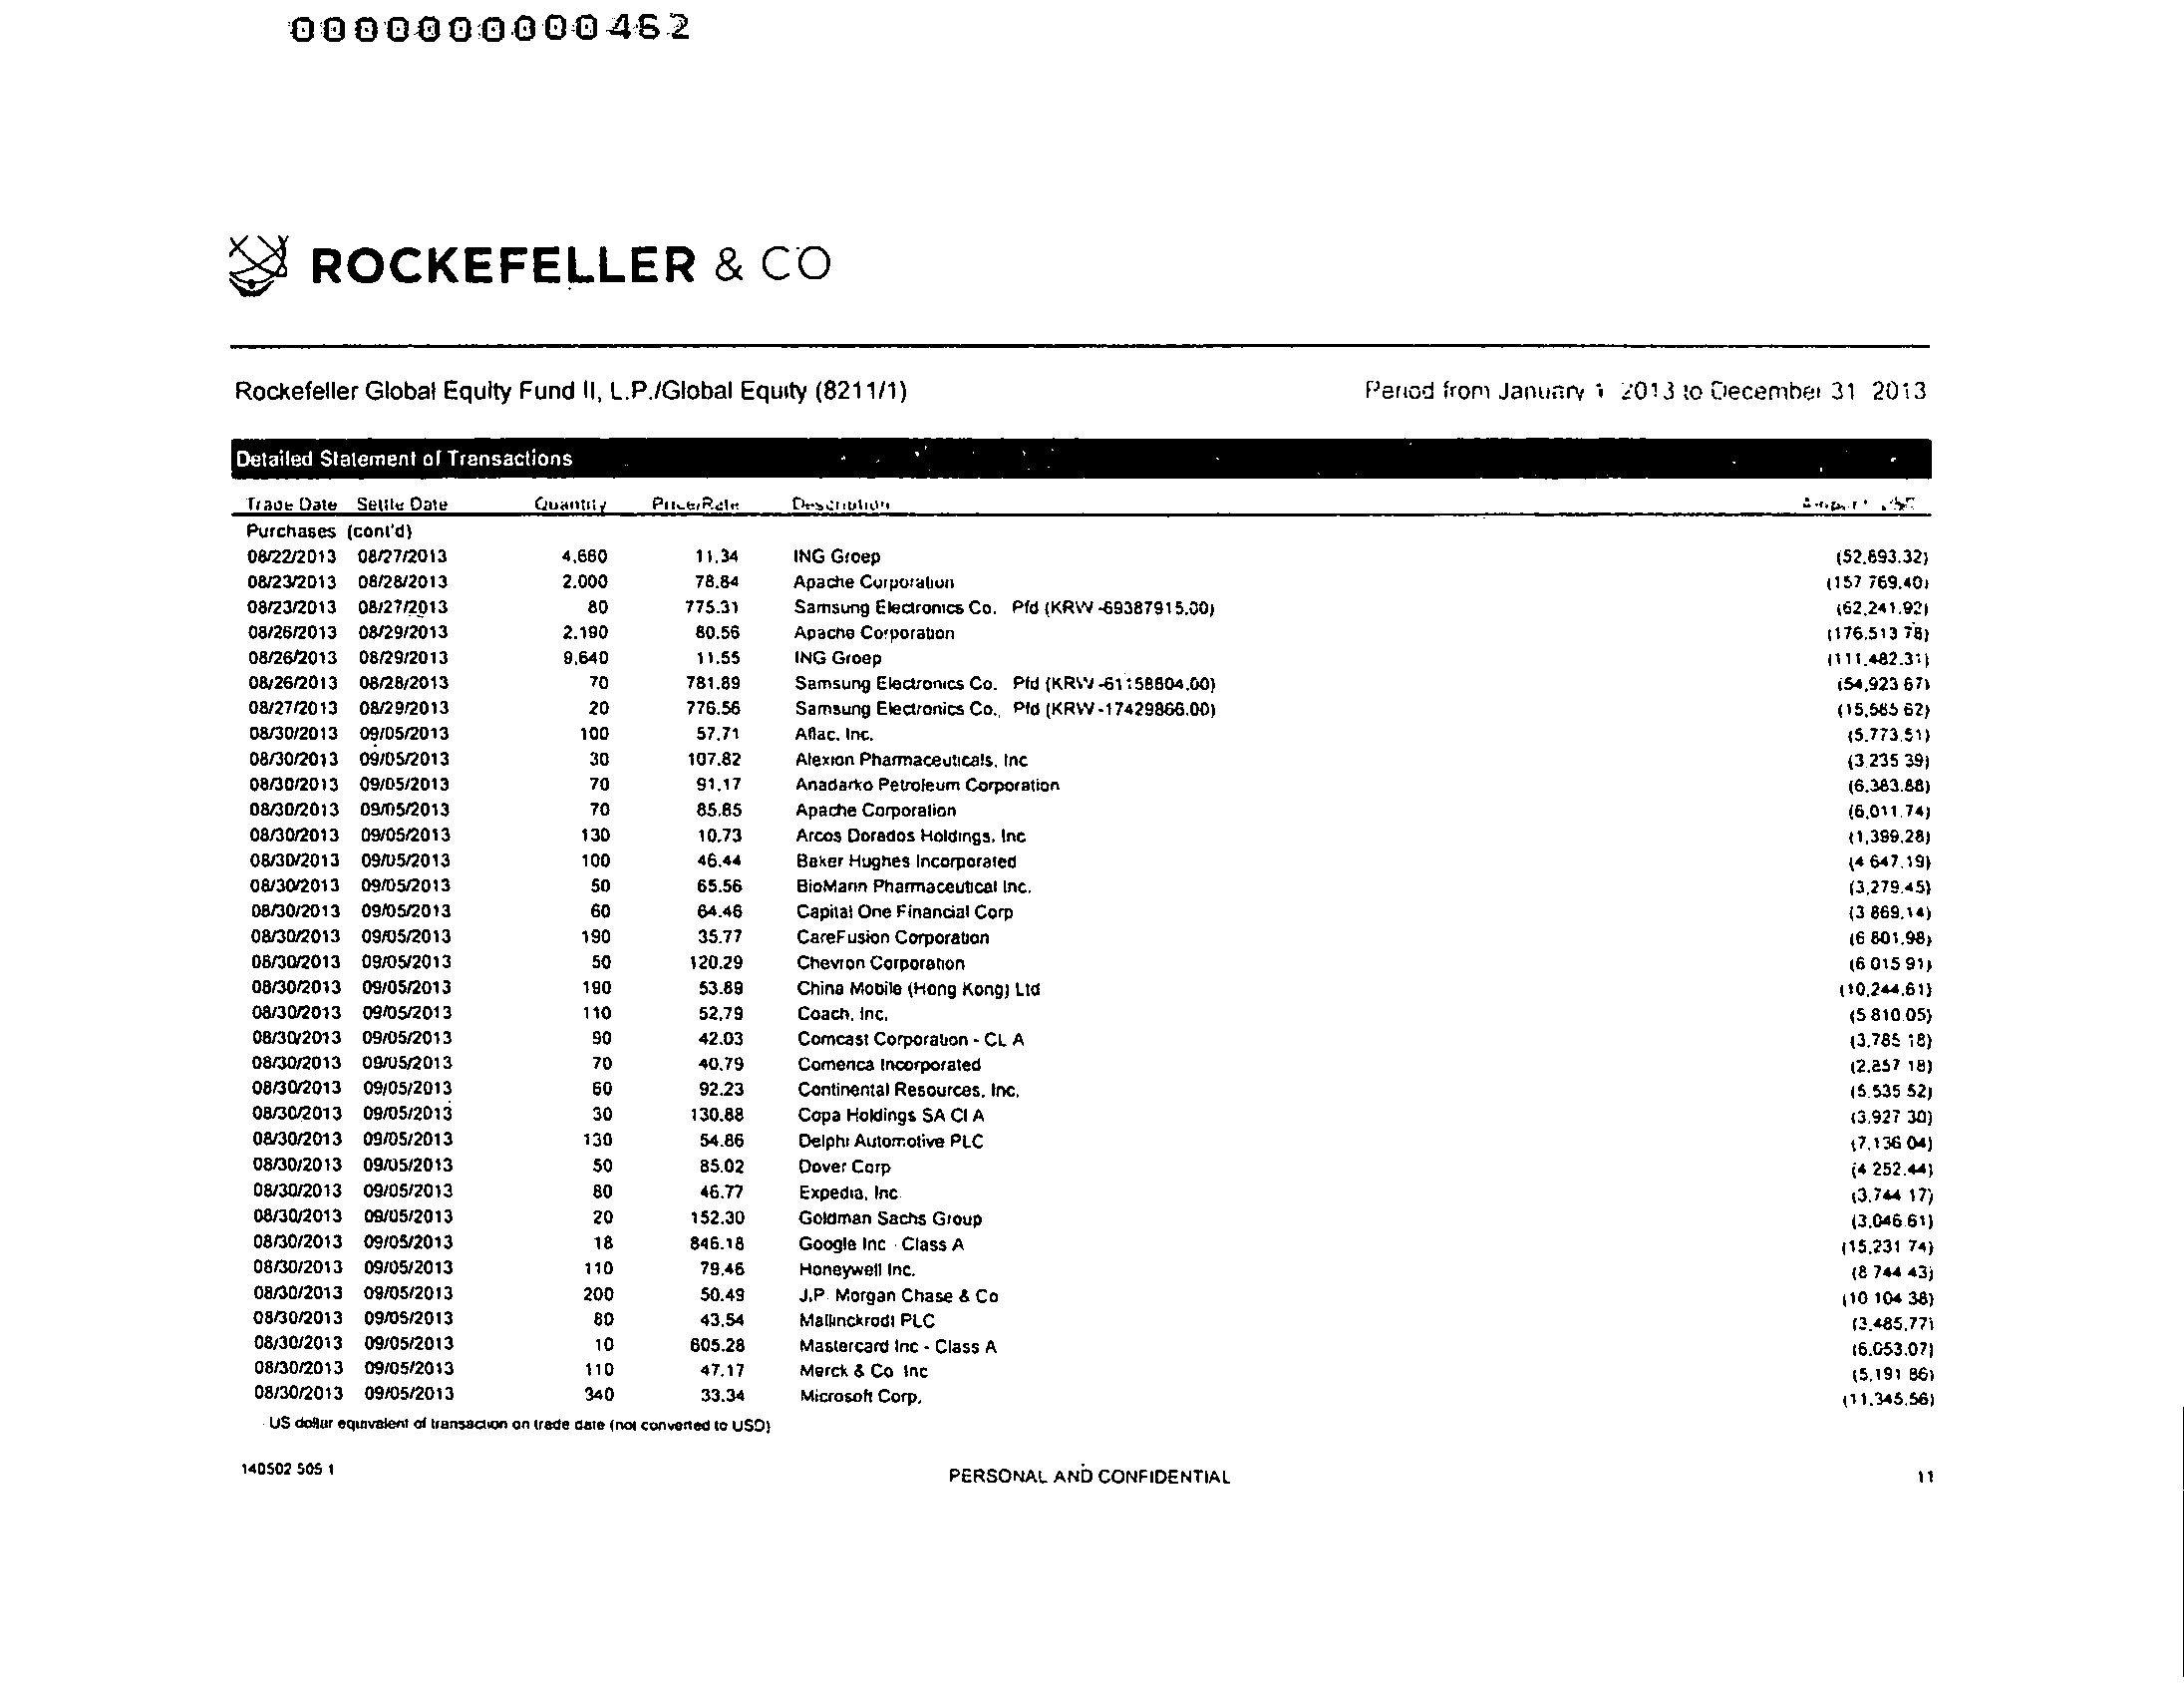 0000000000462
ROCKEFELLER & CO
Rockefeller Global Equity Fund II, L.P./Global Equity (8211/1) Period from January 1 2013 to December 31 2013
Detailed Statement of Transactions
Trade Date Settle Date Quantity Price/Rate Description
Purchases (cont'd)
08/22/2013 08/27/2013 4,660 11.34 ING Groep (52,893.32)
08/23/2013 08/28/2013 2,000 78.84 Apache Corporation (157 769.40)
08/23/2013 08/27/2013 80 775.31 Samsung Electronics Co. Pfd (KRW -69387915.00) (62,241.92)
08/26/2013 08/29/2013 2,190 80.56 Apache Corporation (176,513 78)
08/26/2013 08/29/2013 9,640 11.55 ING Groep (111,482.31)
08/26/2013 08/28/2013 70 781.89 Samsung Electronics Co. Pfd (KRW -61158804.00) (54,923 67)
08/27/2013 08/29/2013 20 776.56 Samsung Electronics Co., Pfd (KRW -17429866.00) (15,565 62)
08/30/2013 09/05/2013 100 57.71 Aflac, Inc. (5,773.51)
08/30/2013 09/05/2013 30 107.82 Alexion Pharmaceuticals, Inc (3 235 39)
08/30/2013 09/05/2013 70 91.17 Anadarko Petroleum Corporation (6,383.88)
08/30/2013 09/05/2013 70 85.85 Apache Corporation (6,011.74)
08/30/2013 09/05/2013 130 10.73 Arcos Dorados Holdings, Inc (1,399.28)
08/30/2013 09/05/2013 100 46.44 Baker Hughes Incorporated (4 647.19)
08/30/2013 09/05/2013 50 65.56 BioMarin Pharmaceutical Inc. (3,279.45)
08/30/2013 09/05/2013 60 64.46 Capital One Financial Corp (3 869.14)
08/30/2013 09/05/2013 190 35.77 CareFusion Corporation (6 801.98)
08/30/2013 09/05/2013 50 120.29 Chevron Corporation (6 015 91)
08/30/2013 09/05/2013 190 53.89 China Mobile (Hong Kong) Ltd (10,244.61)
08/30/2013 09/05/2013 110 52.79 Coach, Inc. (5 810 05)
08/30/2013 09/05/2013 90 42.03 Comcast Corporation - CL A (3,785 18)
08/30/2013 09/05/2013 70 40.79 Comerica Incorporated (2,857 18)
08/30/2013 09/05/2013 60 92.23 Continental Resources, Inc. (5,535 52)
08/30/2013 09/05/2013 30 130.88 Copa Holdings SA Cl A (3,927 30)
08/30/2013 09/05/2013 130 54.86 Delphi Automotive PLC (7,136 04)
08/30/2013 09/05/2013 50 85.02 Dover Corp (4 252.44)
08/30/2013 09/05/2013 80 46.77 Expedia, Inc. (3,744 17)
08/30/2013 09/05/2013 20 152.30 Goldman Sachs Group (3,046.61)
08/30/2013 09/05/2013 18 846.18 Google Inc - Class A (15,231 74)
08/30/2013 09/05/2013 110 79.46 Honeywell Inc. (8 744 43)
08/30/2013 09/05/2013 200 50.49 J.P. Morgan Chase & Co (10 104 38)
08/30/2013 09/05/2013 80 43.54 Mallinckrodt PLC (3,485.77)
08/30/2013 09/05/2013 10 605.28 Mastercard Inc - Class A (6,053.07)
08/30/2013 09/05/2013 110 47.17 Merck & Co Inc (5,191 86)
08/30/2013 09/05/2013 340 33.34 Microsoft Corp. (11,345.56)
US dollar equivalent of transaction on trade date (not converted to USD)
140502 505 1 PERSONAL AND CONFIDENTIAL 11